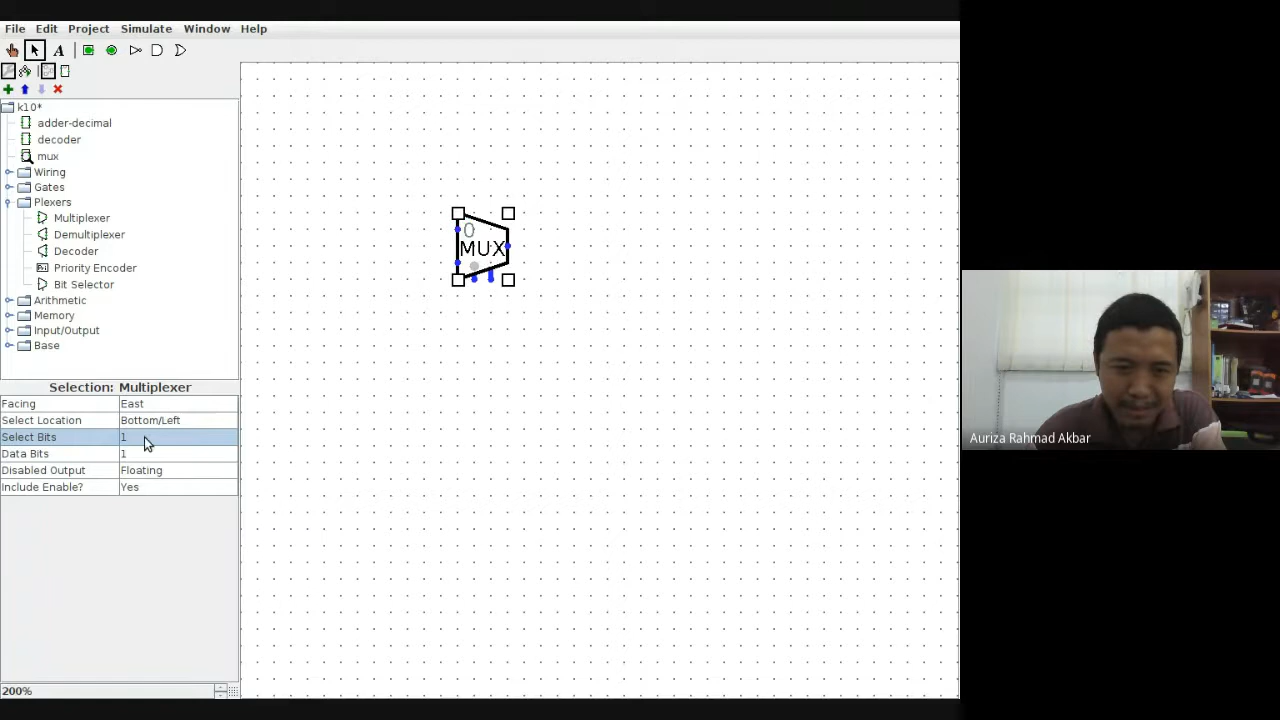 File Edit Project Simulate Window Help
A
k10*
adder-decimal
decoder
mux
Wiring
Gates
Plexers
Multiplexer
Demultiplexer
Decoder
Priority Encoder
Bit Selector
Arithmetic
Memory
Input/Output
Base
Selection: Multiplexer
Facing East
Select Location Bottom/Left
Select Bits 1
Data Bits 1
Disabled Output Floating
Include Enable? Yes
200%
0
MUX
Auriza Rahmad Akbar